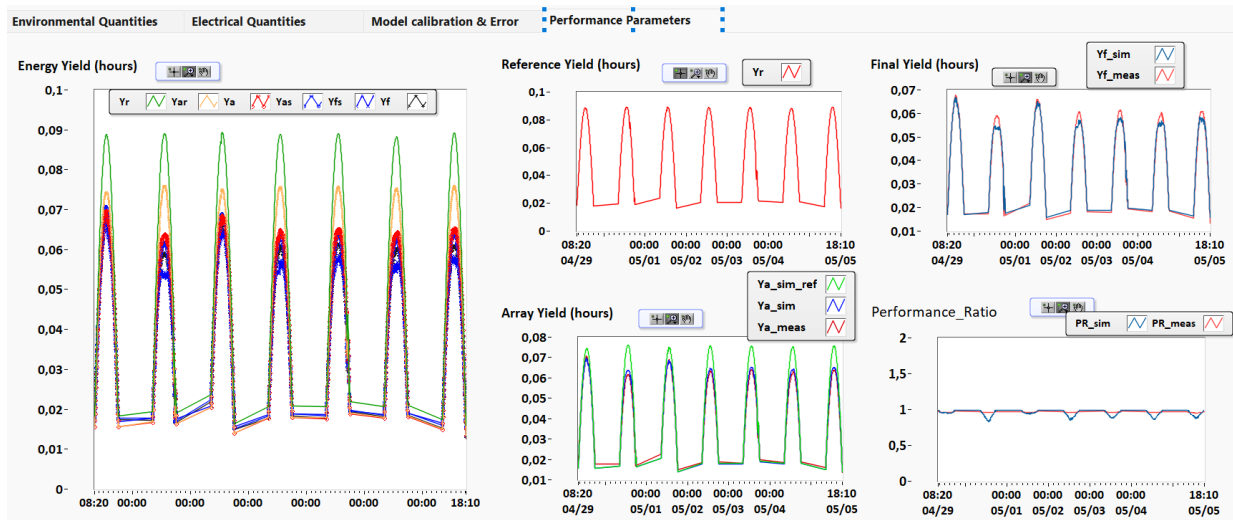 Environmental Quantities
Electrical Quantities
Model calibration & Error
Performance Parameters
Energy Yield (hours)
Yr Yar Ya Yas Yfs Yf
0,1-
0,09-
0,08-
0,07-
0,06-
0,05-
0,04-
0,03-
0,02-
0,01-
0-
08:20 00:00 00:00 00:00 00:00 00:00 18:10
Reference Yield (hours)
Yr
0,1-
0,08-
0,06-
0,04-
0,02-
0-
08:20 00:00 00:00 00:00 00:00 18:10
04/29 05/01 05/02 05/03 05/04 05/05
Final Yield (hours)
Yf_sim
Yf_meas
0,07-
0,06-
0,05-
0,04-
0,03-
0,02-
0,01-
08:20 00:00 00:00 00:00 00:00 18:10
04/29 05/01 05/02 05/03 05/04 05/05
Array Yield (hours)
Ya_sim_ref
Ya_sim
Ya_meas
0,08-
0,07-
0,06-
0,05-
0,04-
0,03-
0,02-
0,01-
08:20 00:00 00:00 00:00 00:00 18:10
04/29 05/01 05/02 05/03 05/04 05/05
Performance_Ratio
PR_sim PR_meas
2-
1,5-
1-
0,5-
0-
08:20 00:00 00:00 00:00 00:00 18:10
04/29 05/01 05/02 05/03 05/04 05/05